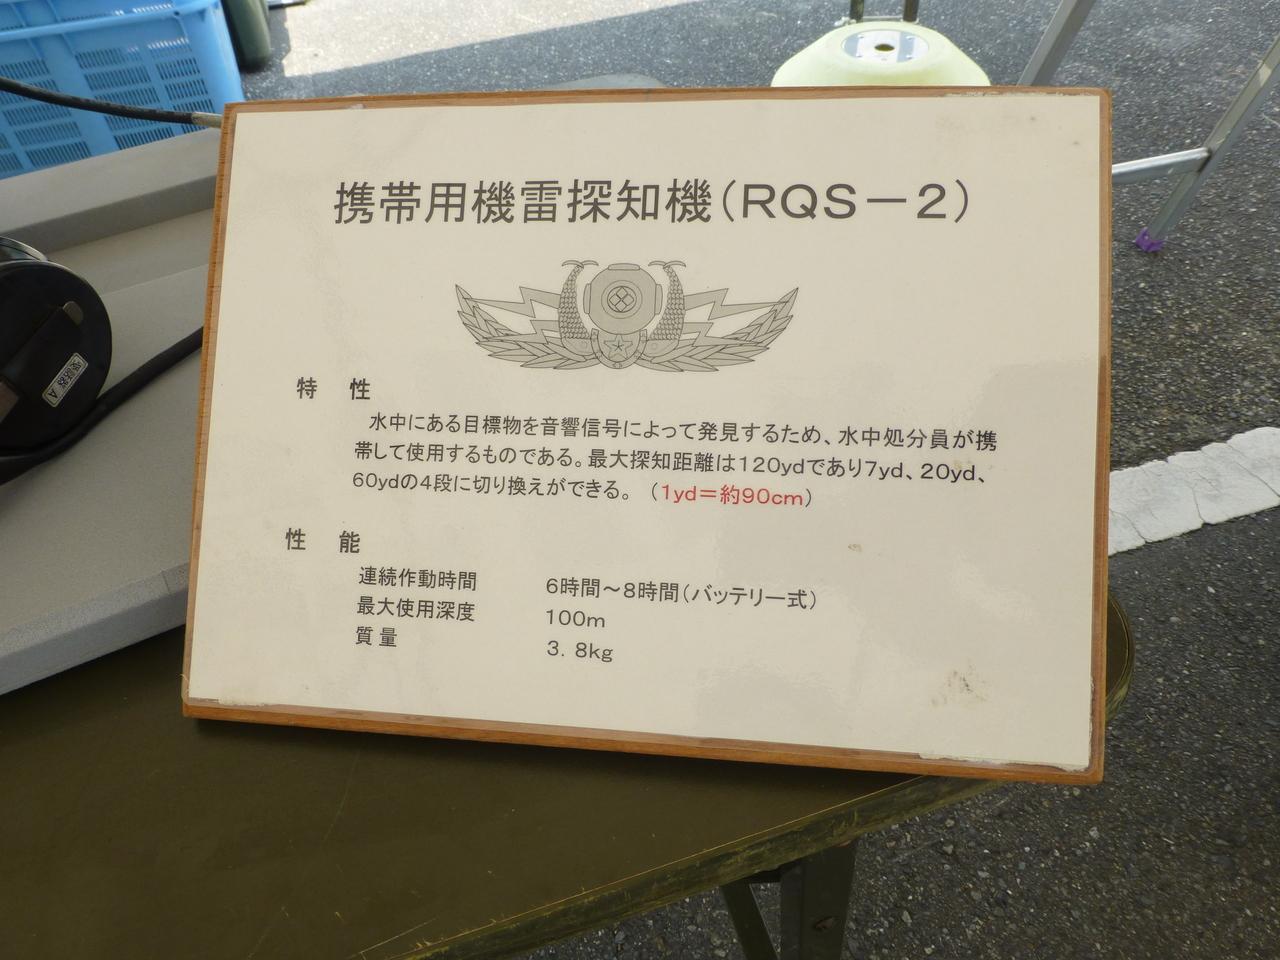 携帯用機雷探知機(RQS－2)
特　性
水中にある目標物を音響信号によって発見するため、水中処分員が携
帯して使用するものである。最大探知距離は120ydであり7yd、20yd、
60ydの4段に切り換えができる。 (1yd＝約90cm)
性　能
連続作動時間　6時間～8時間(バッテリー式)
最大使用深度　100m
質 量　3. 8kg
受話器 A